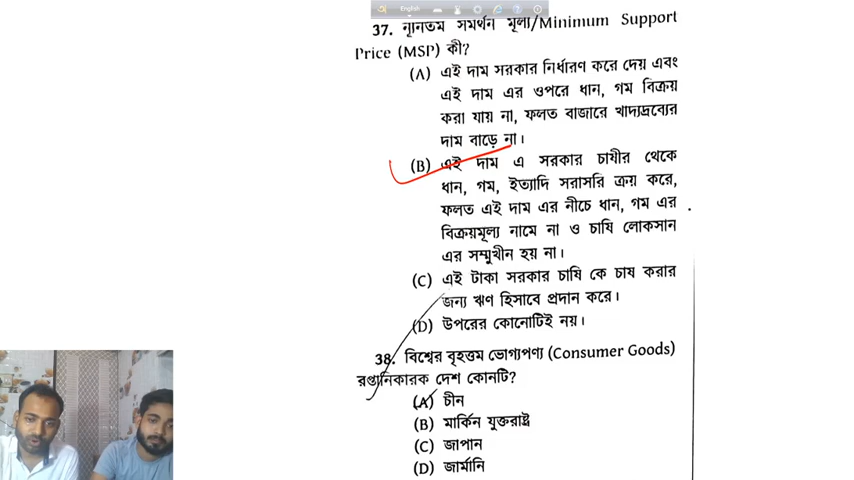 English
37. ন্যূনতম সমর্থন মূল্য/Minimum Support
Price (MSP) কী?
(A) এই দাম সরকার নির্ধারণ করে দেয় এবং
এই দাম এর ওপরে ধান, গম বিক্রয়
করা যায় না, ফলত বাজারে খাদ্যদ্রব্যের
দাম বাড়ে না।
(B) এই দাম এ সরকার চাষীর থেকে
ধান, গম, ইত্যাদি সরাসরি ক্রয় করে,
ফলত এই দাম এর নীচে ধান, গম এর
বিক্রয়মূল্য নামে না ও চাষি লোকসান
এর সম্মুখীন হয় না।
(C) এই টাকা সরকার চাষি কে চাষ করার
জন্য ঋণ হিসাবে প্রদান করে।
(D) উপরের কোনোটিই নয়।
38. বিশ্বের বৃহত্তম ভোগ্যপণ্য (Consumer Goods)
রপ্তানিকারক দেশ কোনটি?
(A) চীন
(B) মার্কিন যুক্তরাষ্ট্র
(C) জাপান
(D) জার্মানি